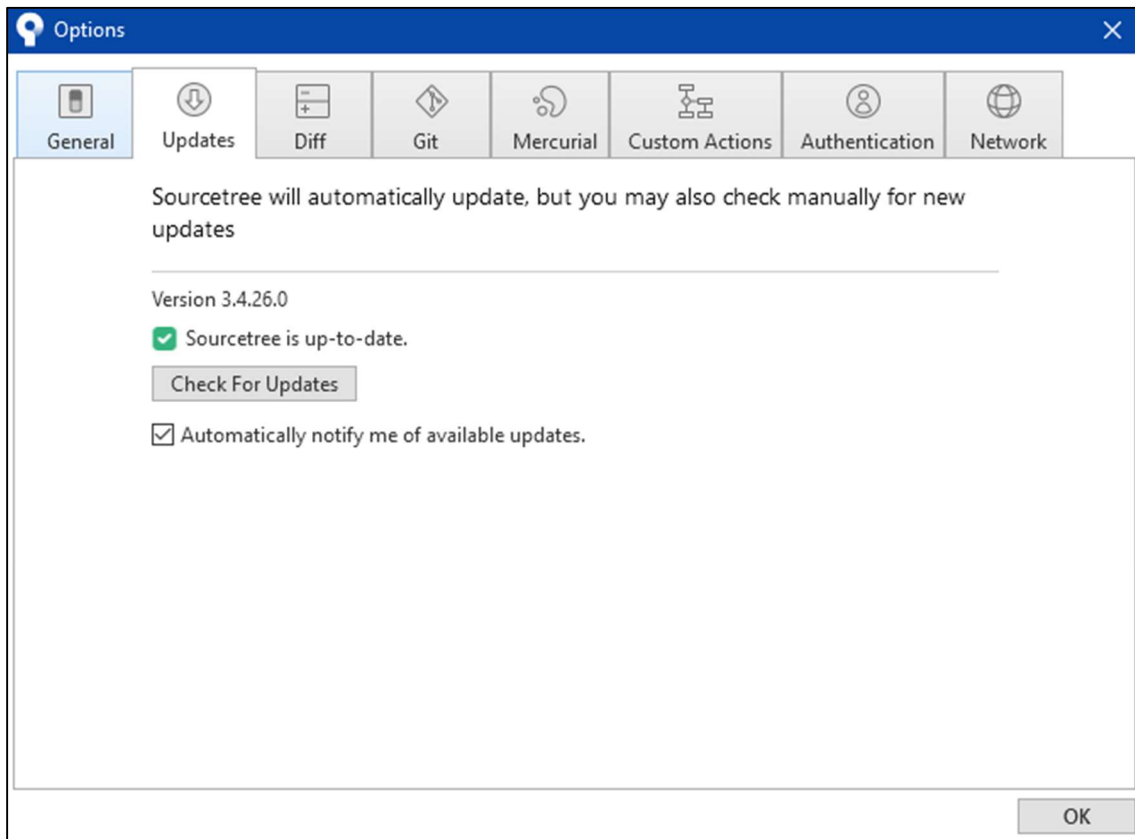 Options
General
Updates
Diff
Git
Mercurial
Custom Actions
Authentication
Network
Sourcetree will automatically update, but you may also check manually for new
updates
Version 3.4.26.0
Sourcetree is up-to-date.
Check For Updates
Automatically notify me of available updates.
OK